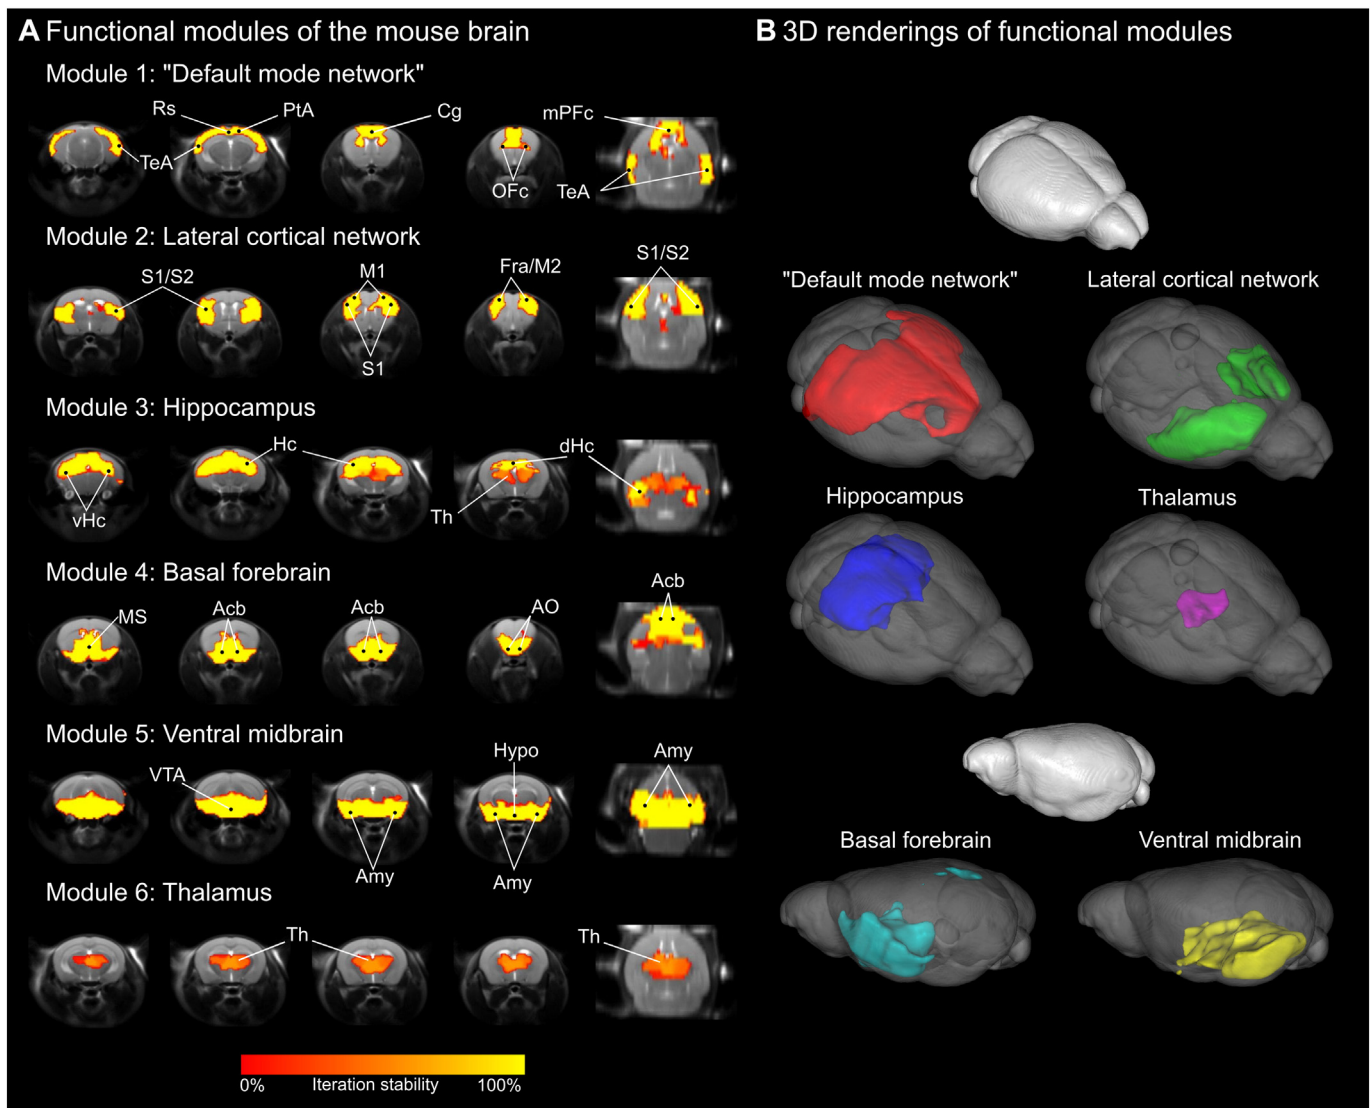 A Functional modules of the mouse brain
Module 1: "Default mode network"
Rs
PtA
Cg
mPFc
TeA
OFc
TeA
Module 2: Lateral cortical network
S1/S2
M1
Fra/M2
S1/S2
S1
Module 3: Hippocampus
Hc
dHc
vHc
Th
Module 4: Basal forebrain
MS
Acb
Acb
AO
Acb
Module 5: Ventral midbrain
VTA
Hypo
Amy
Amy
Amy
Module 6: Thalamus
Th
Th
0%
Iteration stability
100%
B 3D renderings of functional modules
"Default mode network"
Lateral cortical network
Hippocampus
Thalamus
Basal forebrain
Ventral midbrain